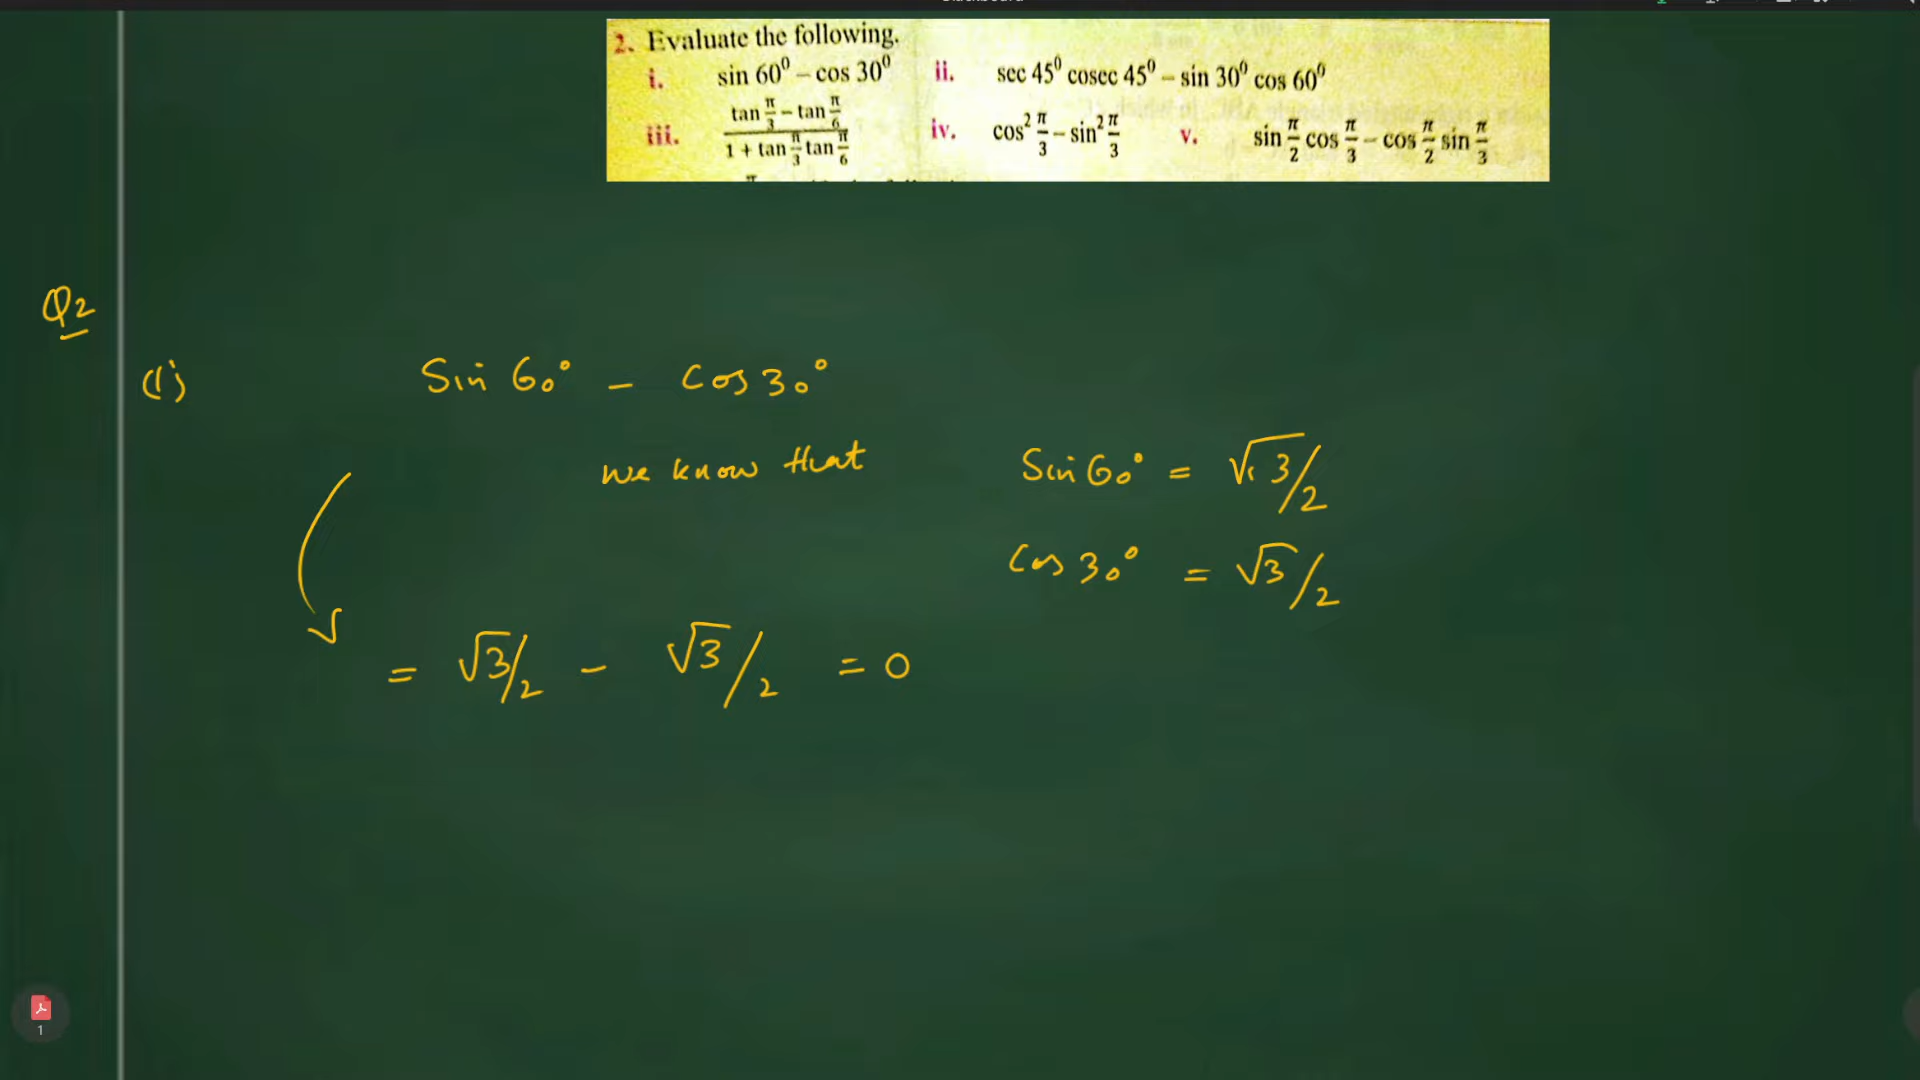 2. Evaluate the following.
i. sin 60⁰ – cos 30⁰ ii. sec 45⁰ cosec 45⁰ – sin 30⁰ cos 60⁰
iii. (tan π/3 – tan π/6) / (1 + tan π/3 tan π/6) iv. cos² π/3 – sin² π/3 v. sin π/2 cos π/3 – cos π/2 sin π/3
Q2
(i) Sin 60° – Cos 30°
we know that Sin 60° = √3/2
Cos 30° = √3/2
= √3/2 – √3/2 = 0
1